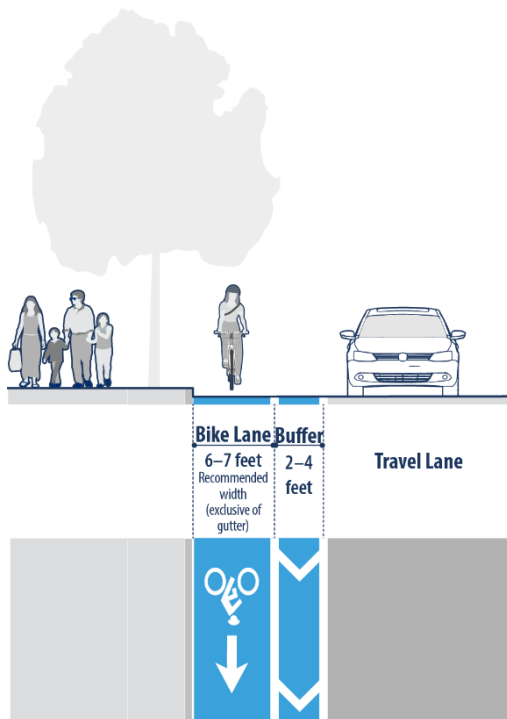 Bike Lane
6–7 feet
Recommended
width
(exclusive of
gutter)
Buffer
2–4
feet
Travel Lane